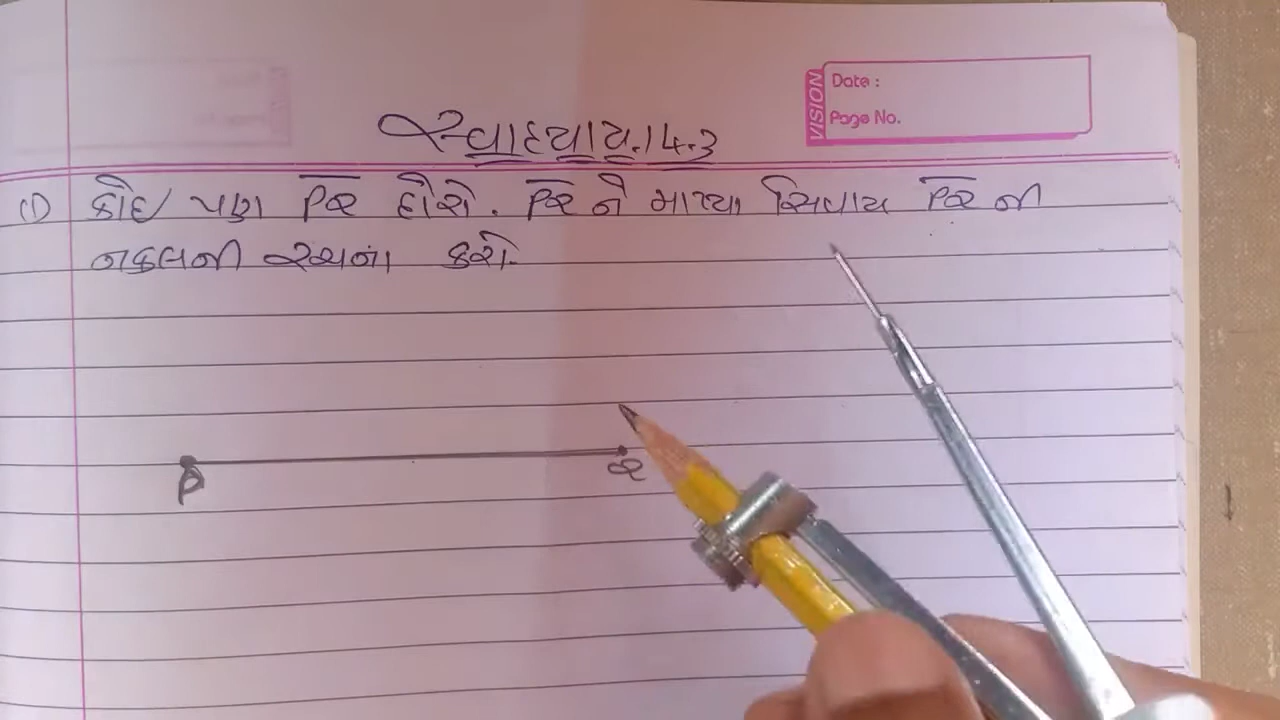 VISION
Date :
Page No.
સ્વાધ્યાય.14.3
(1) કોઈ પણ PQ દોરો. PQ ને માપ્યા સિવાય PQ ની
નકલની રચના કરો.
P
Q